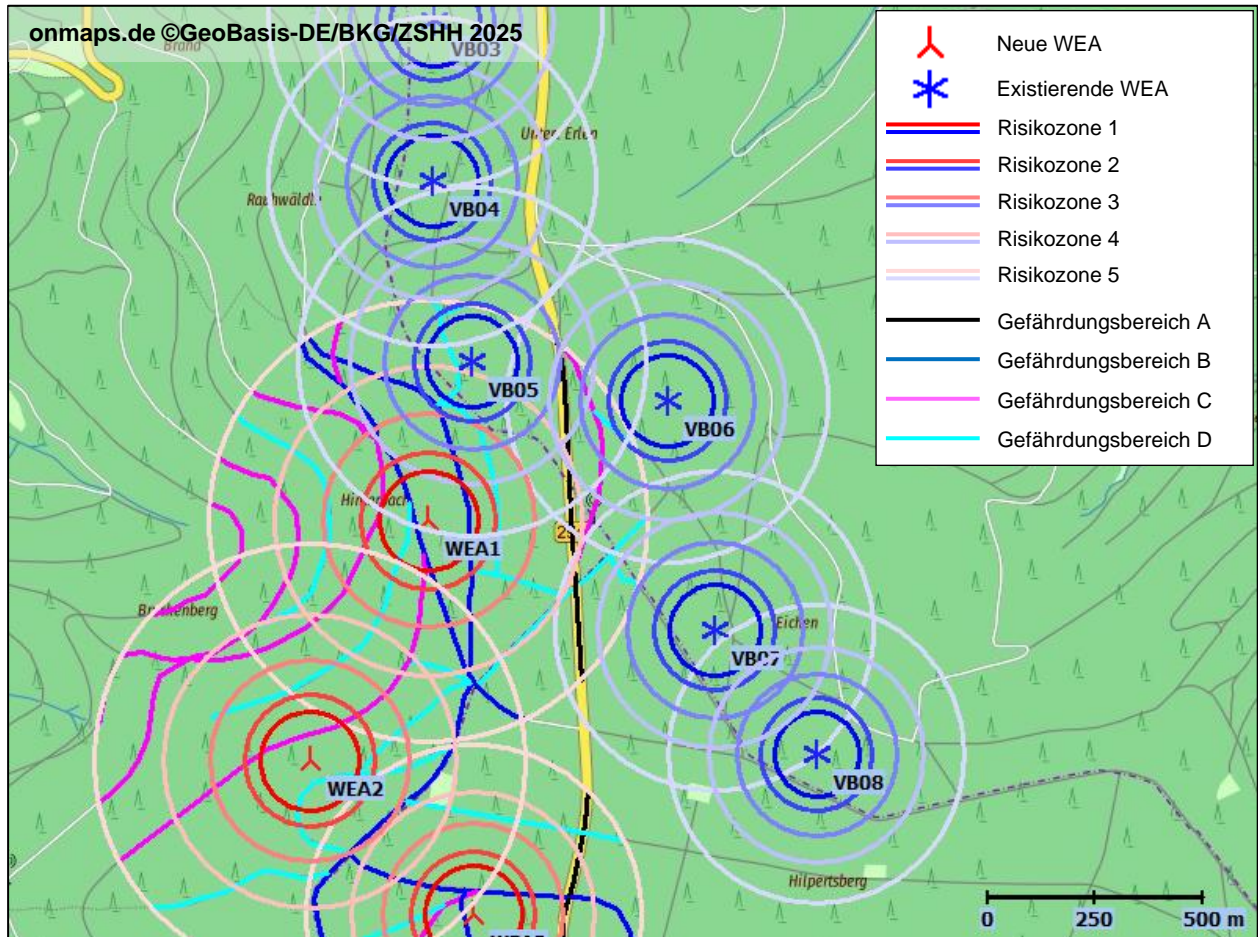 onmaps.de ©GeoBasis-DE/BKG/ZSHH 2025
Brand
VB03
Neue WEA
Existierende WEA
Risikozone 1
Risikozone 2
Risikozone 3
Risikozone 4
Risikozone 5
Gefährdungsbereich A
Gefährdungsbereich B
Gefährdungsbereich C
Gefährdungsbereich D
VB04
VB05
VB06
WEA1
Eichen
VB07
WEA2
VB08
Hilpertsberg
0 250 500 m